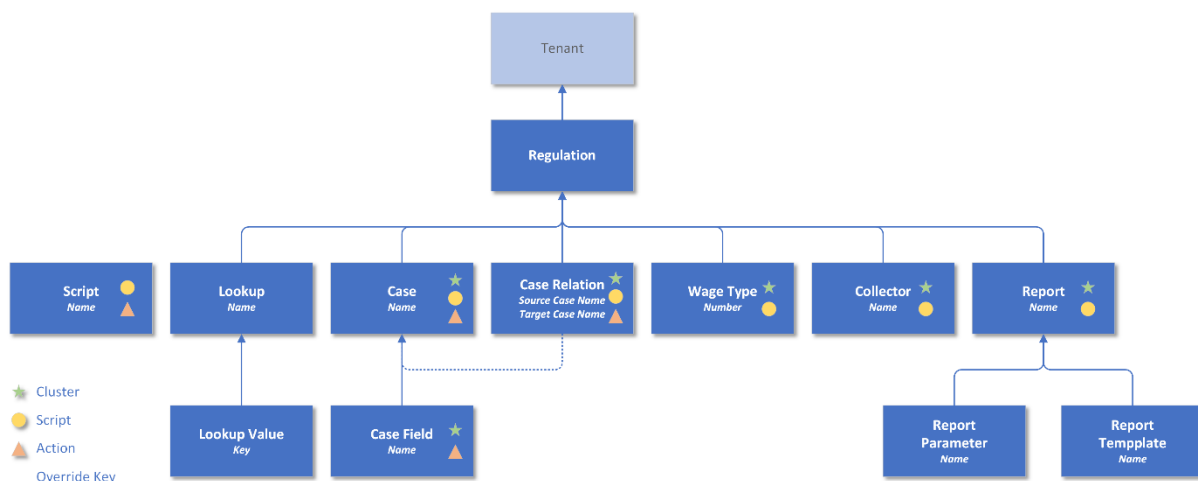 Tenant
Regulation
Script
Name
Lookup
Name
Case
Name
Case Relation
Source Case Name
Target Case Name
Wage Type
Number
Collector
Name
Report
Name
Cluster
Script
Action
Override Key
Lookup Value
Key
Case Field
Name
Report
Parameter
Name
Report
Tempplate
Name